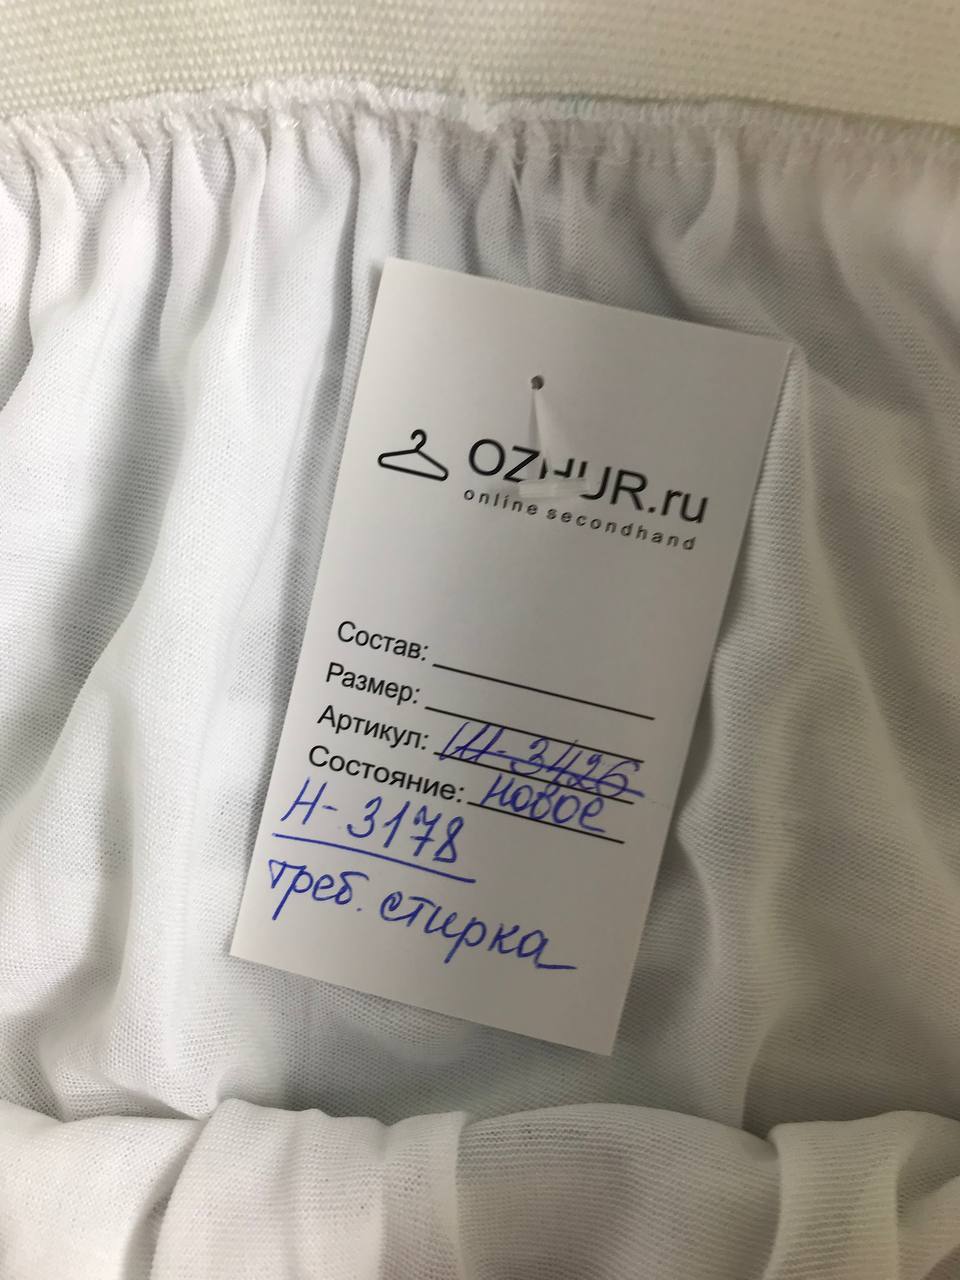 OZHUR.ru
online secondhand
Состав:
Размер:
Артикул: Н-3426
Состояние: новое
Н-3178
треб. стирка